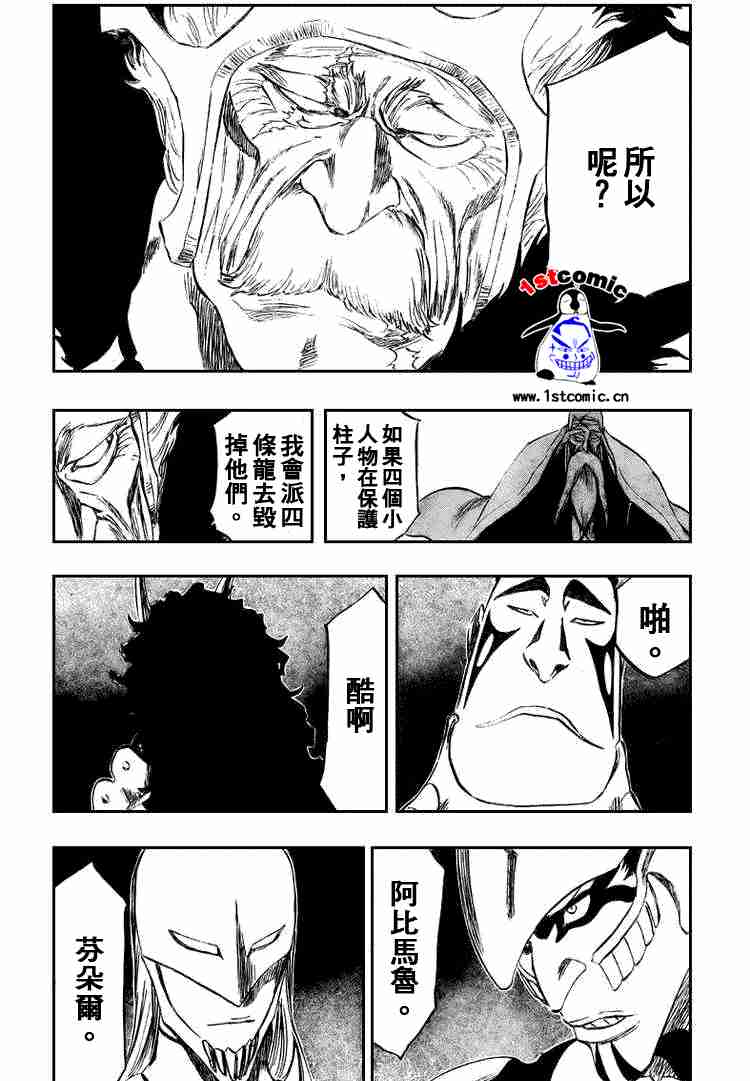 所以
呢？
1stcomic
www.1stcomic.cn
如果四個小
人物在保護
柱子，
我會派四
條龍去毀
掉他們。
啪。
酷啊
阿比馬魯。
芬朵爾。